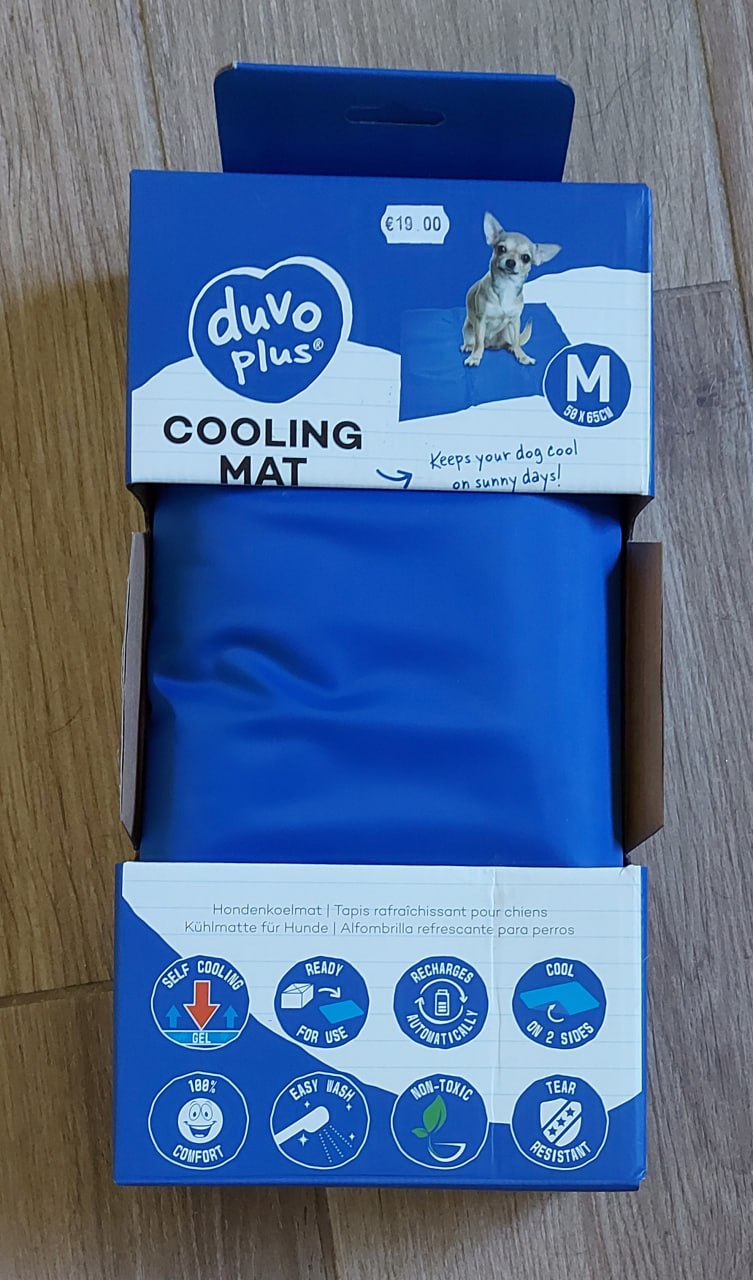 €19.00
duvo
plus®
M
50 X 65CM
COOLING
MAT
Keeps your dog cool
on sunny days!
Hondenkoelmat | Tapis rafraîchissant pour chiens
Kühlmatte für Hunde | Alfombrilla refrescante para perros
SELF COOLING
GEL
READY
FOR USE
RECHARGES
AUTOMATICALLY
COOL
ON 2 SIDES
100%
COMFORT
EASY WASH
NON-TOXIC
TEAR
RESISTANT